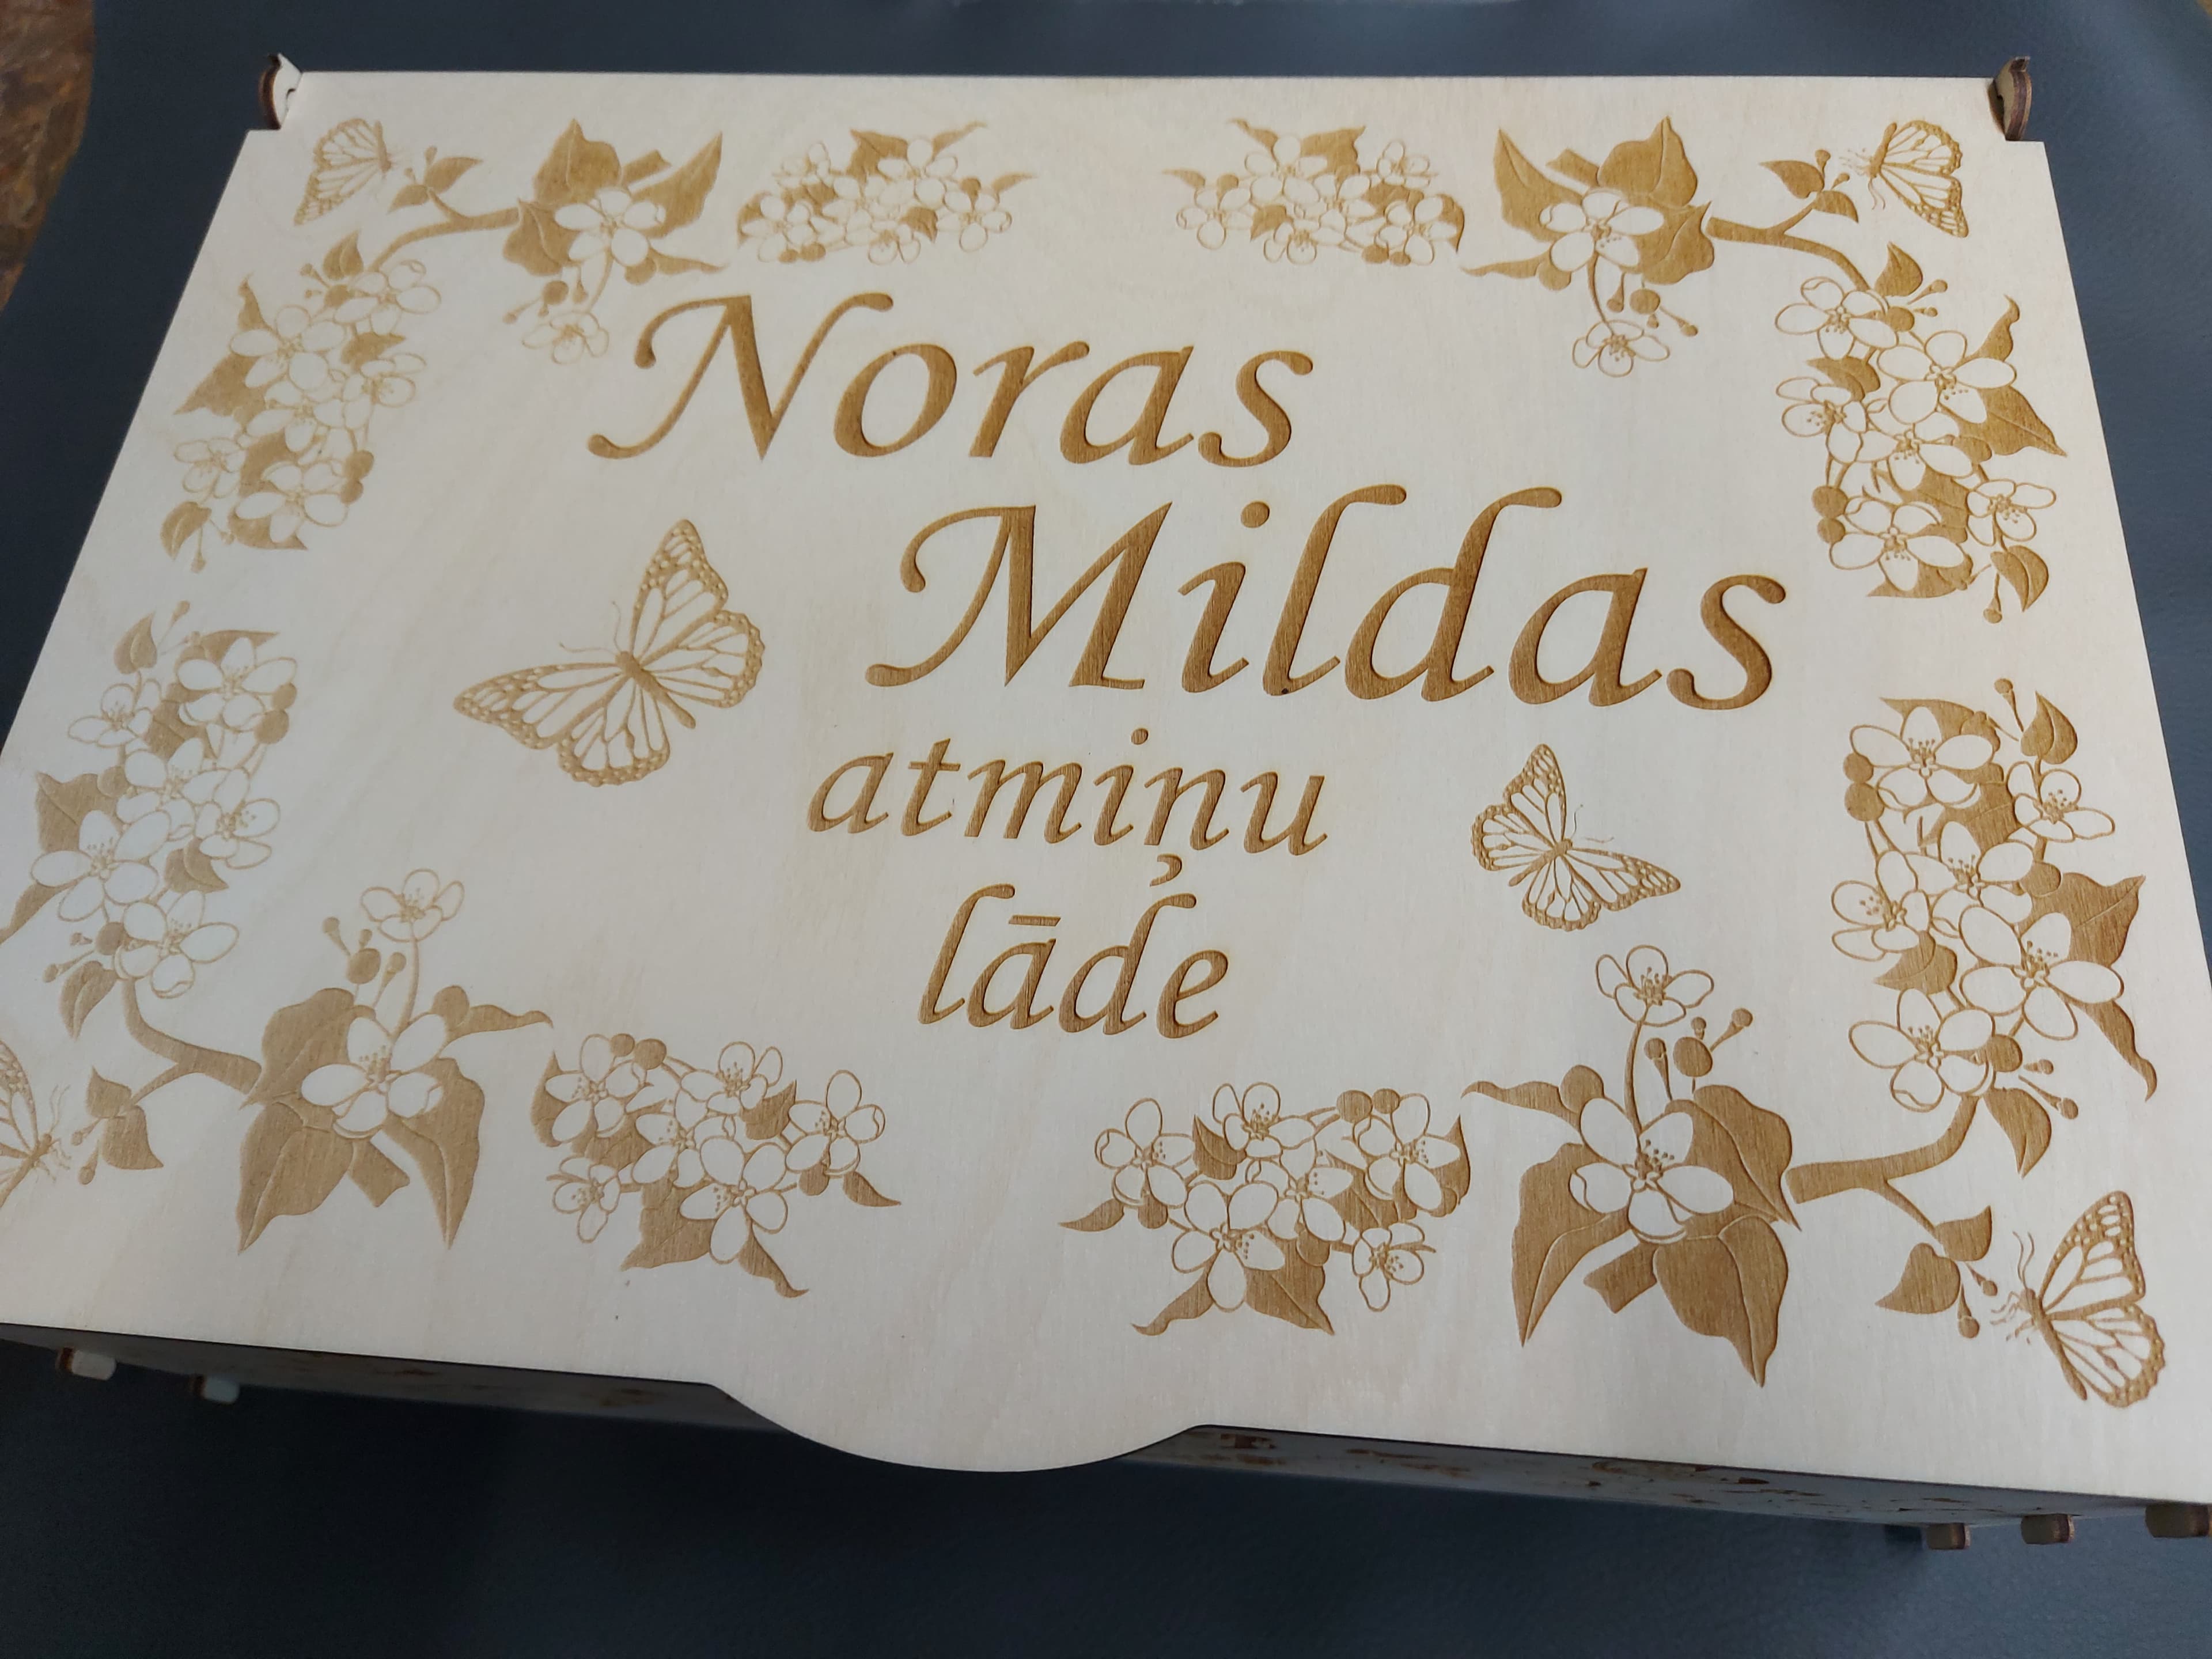 Noras
Mildas
atmiņu
lāde